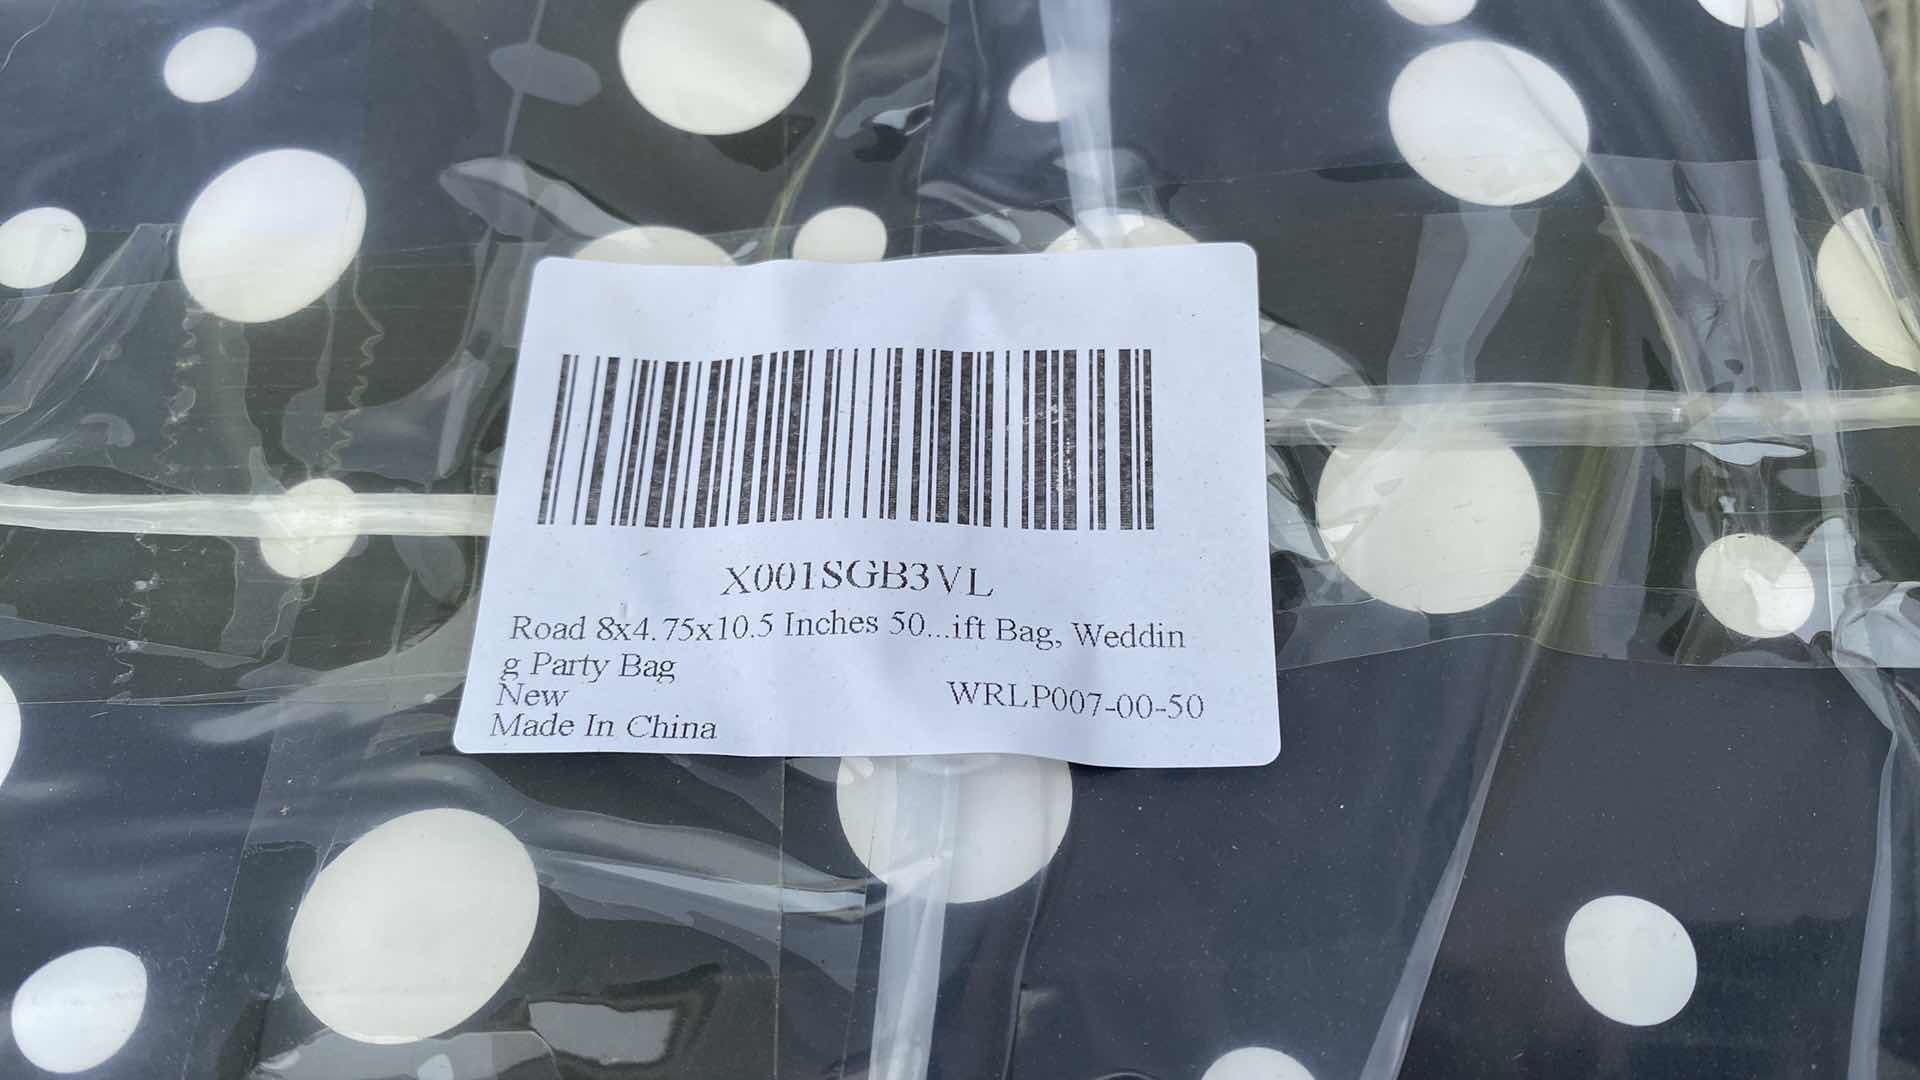 X001SGB3VL
Road 8x4.75x10.5 Inches 50...ift Bag, Weddin
g Party Bag
New WRLP007-00-50
Made In China